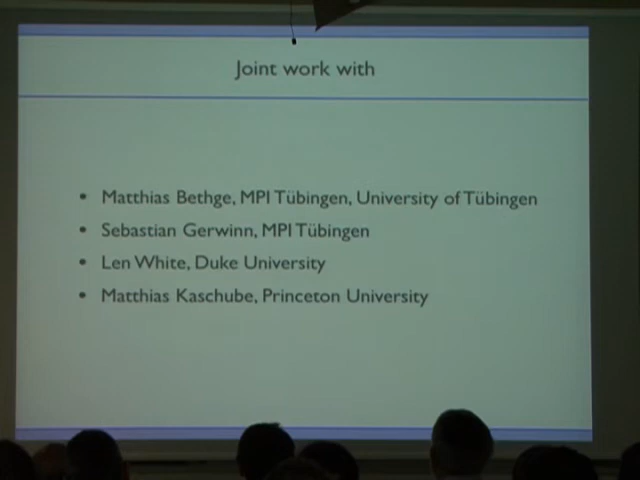 Joint work with
• Matthias Bethge, MPI Tübingen, University of Tübingen
• Sebastian Gerwinn, MPI Tübingen
• Len White, Duke University
• Matthias Kaschube, Princeton University